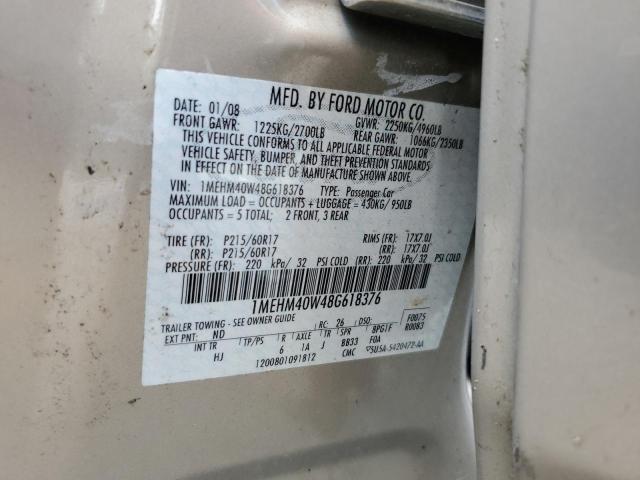 MFD. BY FORD MOTOR CO.
DATE: 01/08 GVWR: 2250KG/4960LB
FRONT GAWR: 1225KG/2700LB REAR GAWR: 1066KG/2350LB
THIS VEHICLE CONFORMS TO ALL APPLICABLE FEDERAL MOTOR
VEHICLE SAFETY, BUMPER, AND THEFT PREVENTION STANDARDS
IN EFFECT ON THE DATE OF MANUFACTURE SHOWN ABOVE.
VIN: 1MEHM40W48G618376 TYPE: Passenger Car
MAXIMUM LOAD = OCCUPANTS + LUGGAGE = 430KG/ 950LB
OCCUPANTS = 5 TOTAL; 2 FRONT, 3 REAR
TIRE (FR): P215/60R17 RIMS (FR): 17X7.0J
(RR): P215/60R17 (RR): 17X7.0J
PRESSURE (FR): 220 kPa/ 32 PSI COLD (RR): 220 kPa/ 32 PSI COLD
1MEHM40W48G618376
TRAILER TOWING - SEE OWNER GUIDE F0075
EXT PNT: ND RC: 26 DSO: R0083
INT TR TP/PS R AXLE TR SPR BPG1F
HJ 6 1A J BB33 FOA
1200801091812 CMC 5U5A-5420472-AA